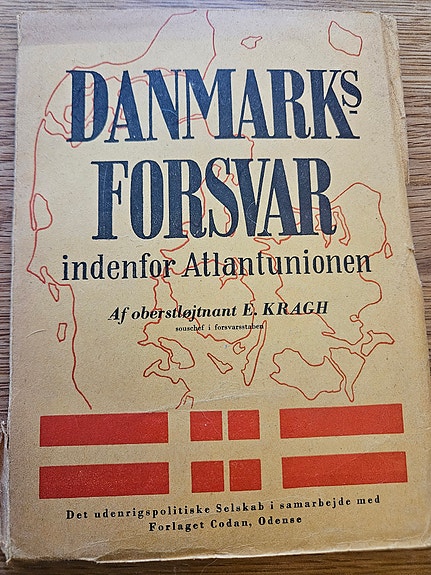 DANMARKS-
FORSVAR
indenfor Atlantunionen
Af oberstløjtnant E. KRAGH
souschef i forsvarsstaben
Det udenrigspolitiske Selskab i samarbejde med
Forlaget Codan, Odense